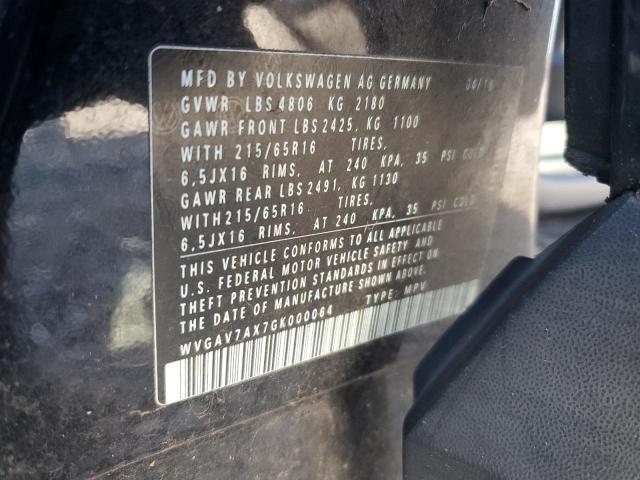 MFD BY VOLKSWAGEN AG GERMANY
GVWR LBS 4806 KG 2180
GAWR FRONT LBS 2425, KG 1100
WITH 215/65R16 TIRES,
6,5JX16 RIMS, AT 240 KPA, 35 PSI COLD
GAWR REAR LBS 2491, KG 1130
WITH 215/65R16 TIRES,
6,5JX16 RIMS, AT 240 KPA, 35 PSI COLD
THIS VEHICLE CONFORMS TO ALL APPLICABLE
U.S. FEDERAL MOTOR VEHICLE SAFETY AND
THEFT PREVENTION STANDARDS IN EFFECT ON
THE DATE OF MANUFACTURE SHOWN ABOVE.
WVGAV7AX7GK000064 TYPE: MPV